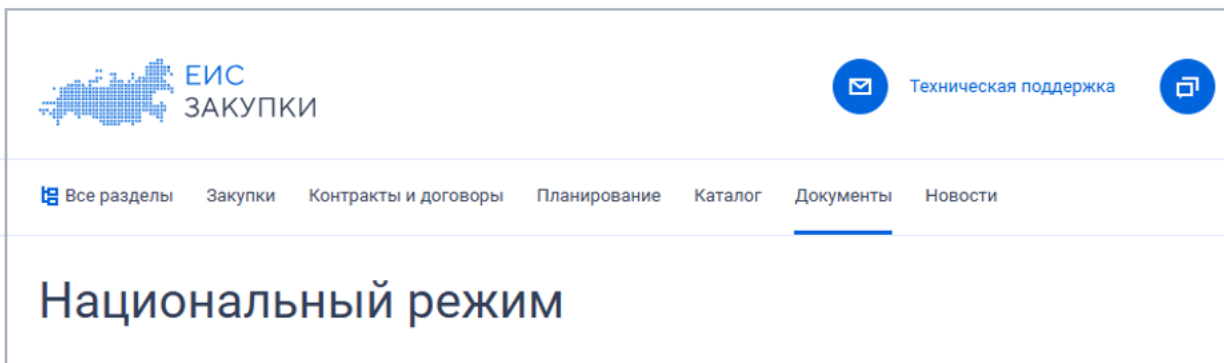 ЕИС
ЗАКУПКИ
Техническая поддержка
Все разделы Закупки Контракты и договоры Планирование Каталог Документы Новости
Национальный режим